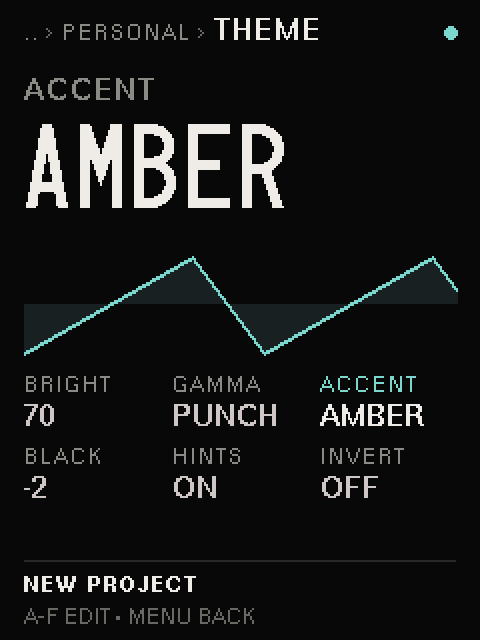 .. > PERSONAL > THEME
ACCENT
AMBER
BRIGHT GAMMA ACCENT
70 PUNCH AMBER
BLACK HINTS INVERT
-2 ON OFF
NEW PROJECT
A-F EDIT · MENU BACK